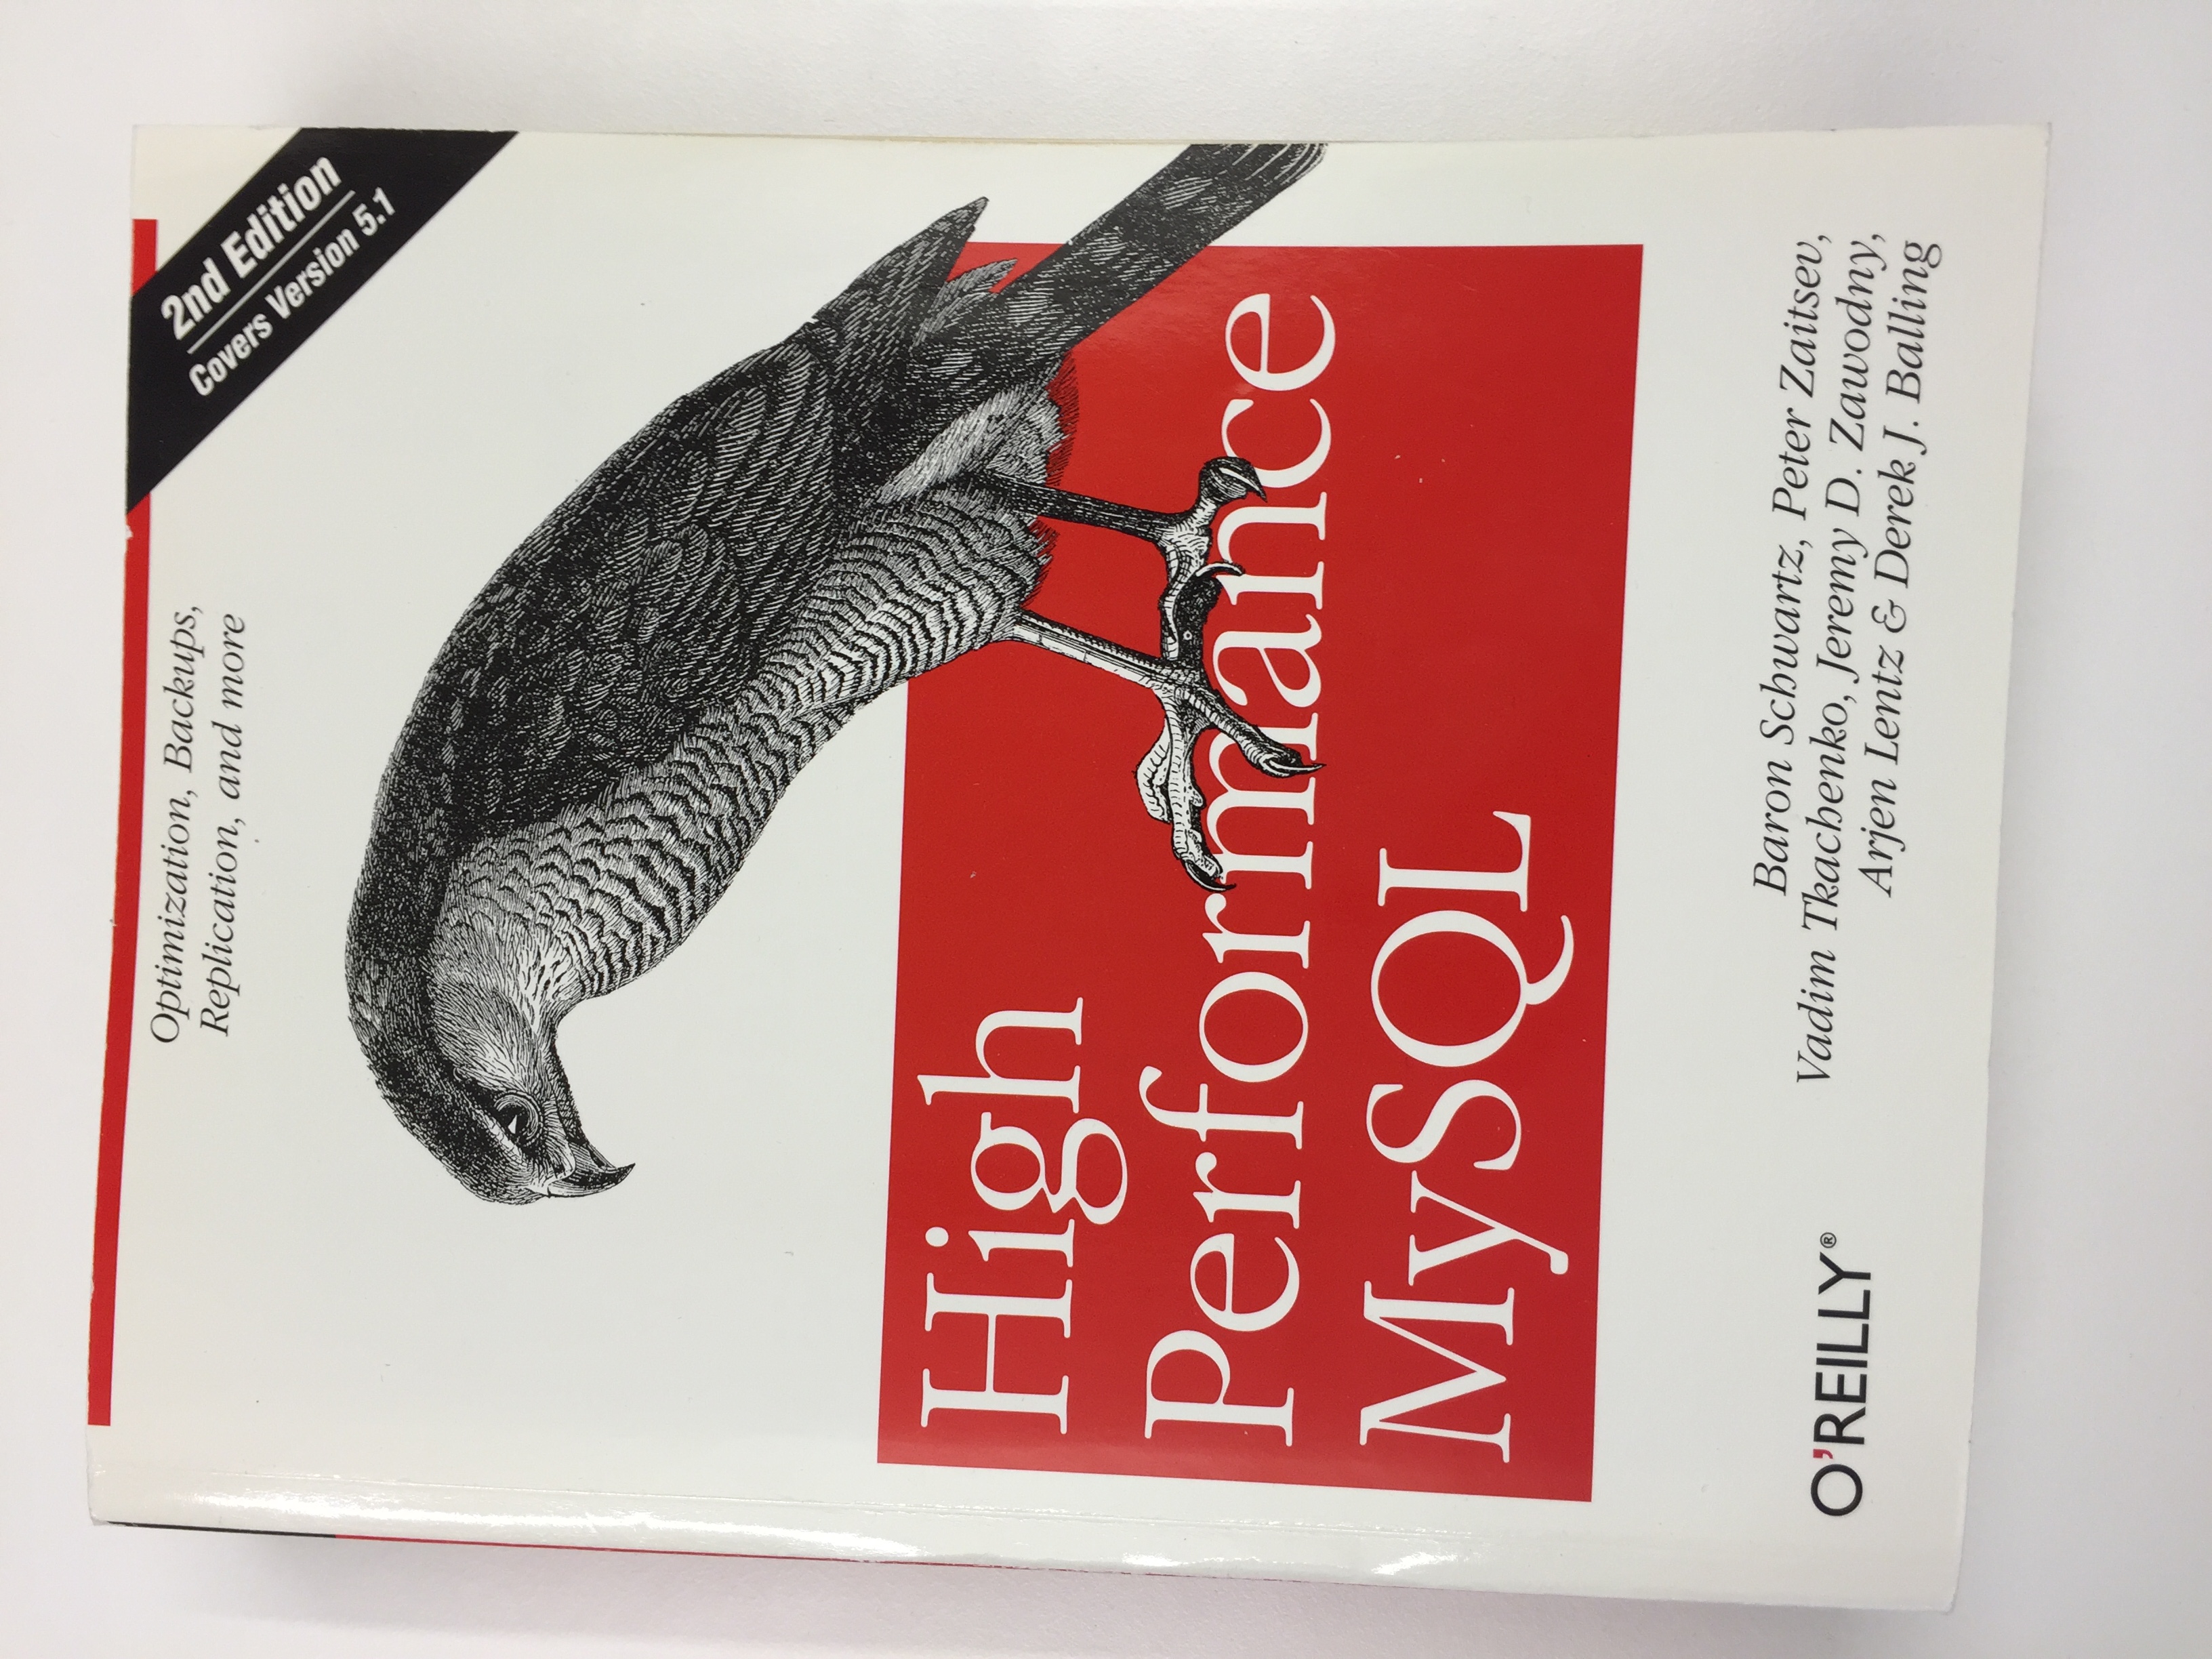 Optimization, Backups,
Replication, and more
2nd Edition
Covers Version 5.1
High
Performance
MySQL
O'REILLY®
Baron Schwartz, Peter Zaitsev,
Vadim Tkachenko, Jeremy D. Zawodny,
Arjen Lentz & Derek J. Balling